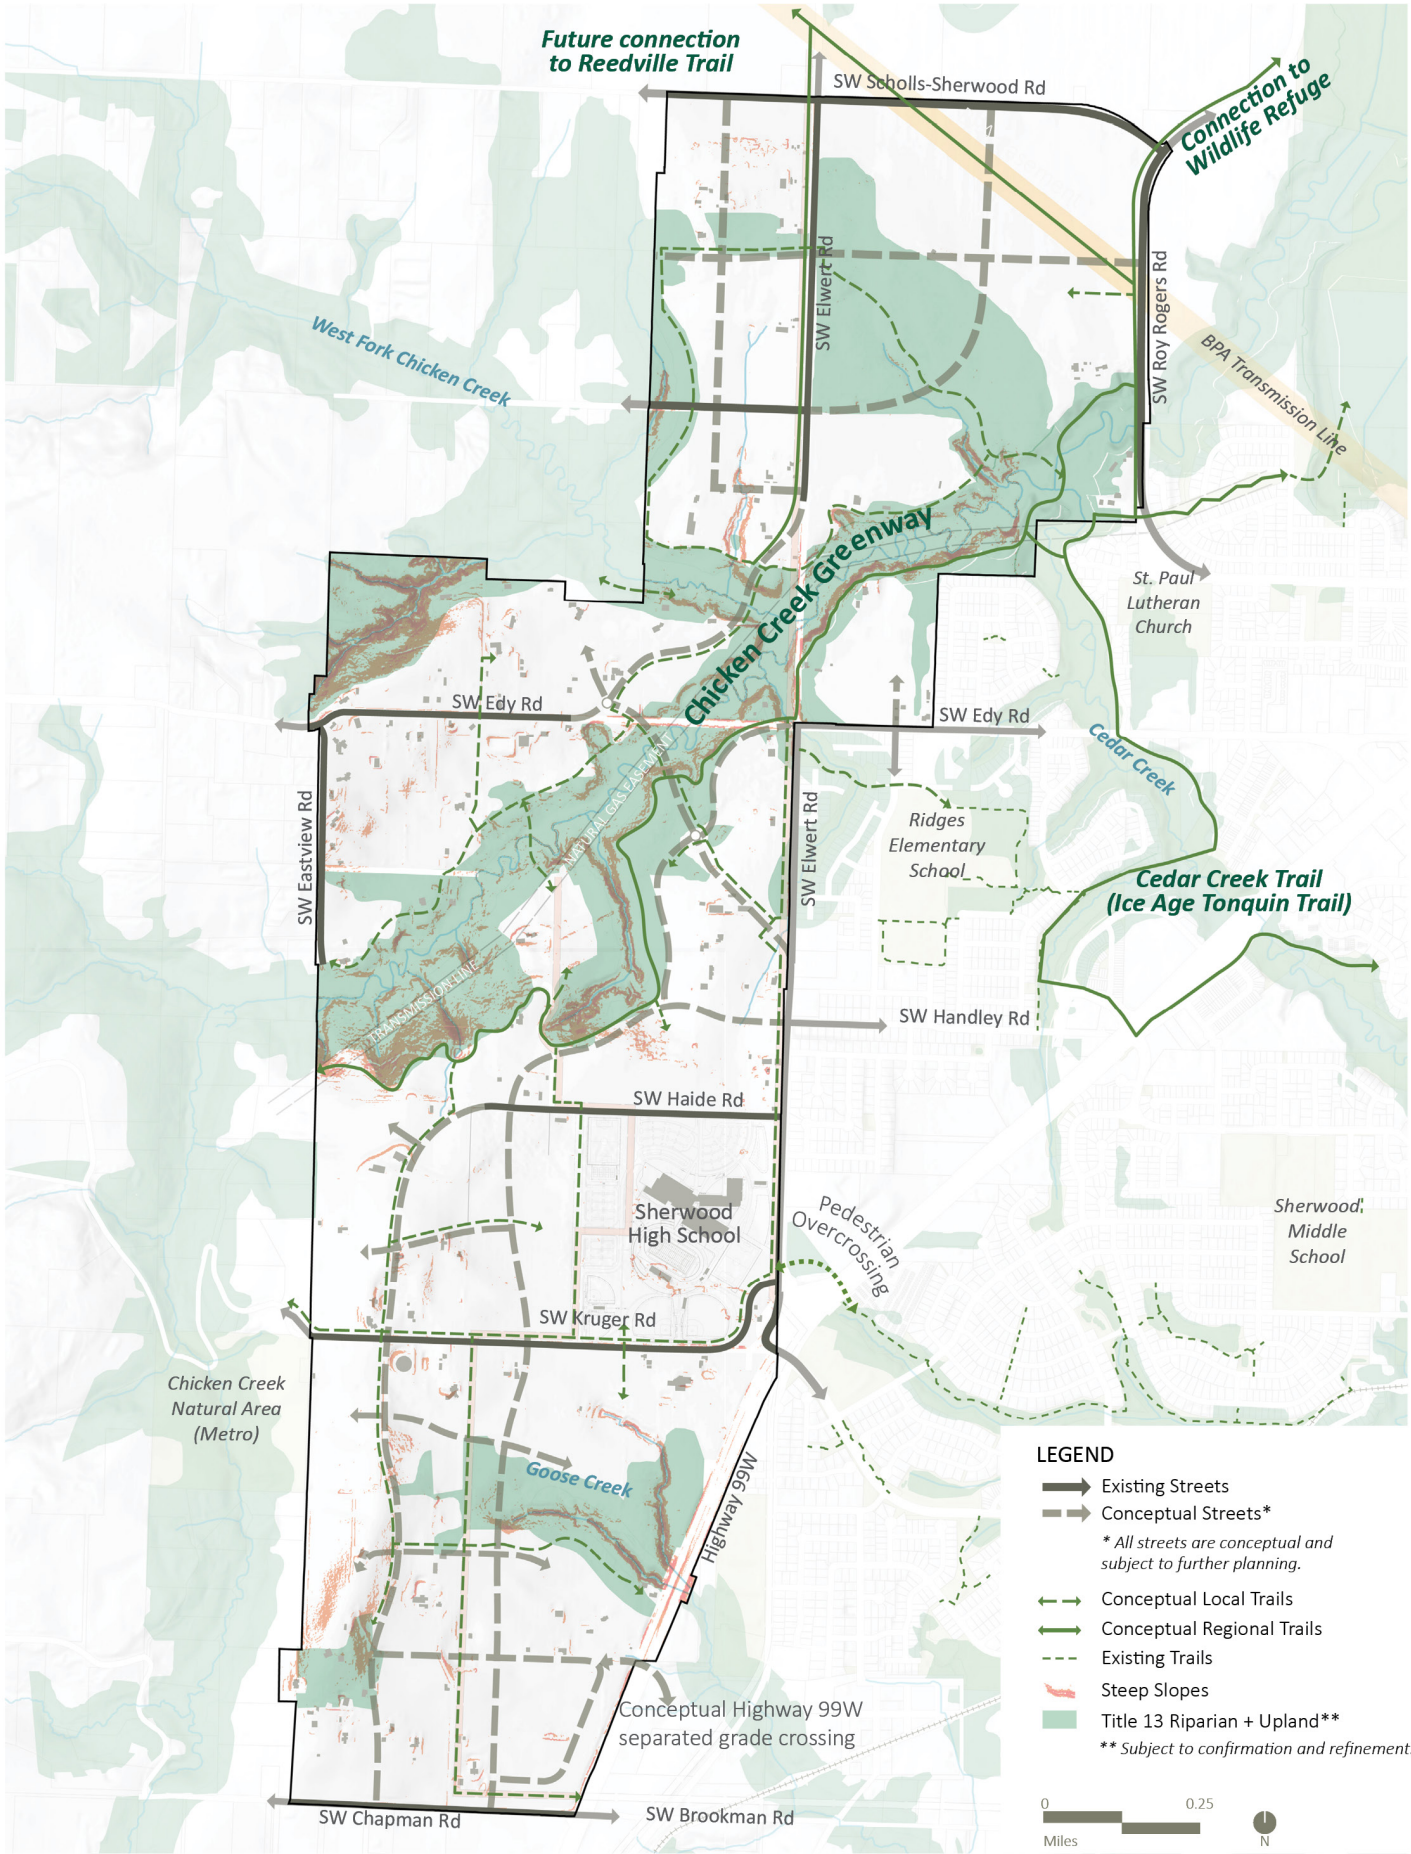 Future connection
to Reedville Trail
SW Scholls-Sherwood Rd
Connection to
Wildlife Refuge
SW Elwert Rd
SW Roy Rogers Rd
BPA Transmission Line
West Fork Chicken Creek
Chicken Creek Greenway
St. Paul
Lutheran
Church
SW Edy Rd
SW Edy Rd
Cedar Creek
NATURAL GAS EASEMENT
SW Eastview Rd
SW Elwert Rd
Ridges
Elementary
School
Cedar Creek Trail
(Ice Age Tonquin Trail)
TRANSMISSION LINE
SW Handley Rd
SW Haide Rd
Sherwood
High School
Pedestrian
Overcrossing
Sherwood
Middle
School
SW Kruger Rd
Chicken Creek
Natural Area
(Metro)
Goose Creek
Highway 99W
Conceptual Highway 99W
separated grade crossing
SW Chapman Rd
SW Brookman Rd
LEGEND
Existing Streets
Conceptual Streets*
* All streets are conceptual and
subject to further planning.
Conceptual Local Trails
Conceptual Regional Trails
Existing Trails
Steep Slopes
Title 13 Riparian + Upland**
** Subject to confirmation and refinement.
0 0.25
Miles
N